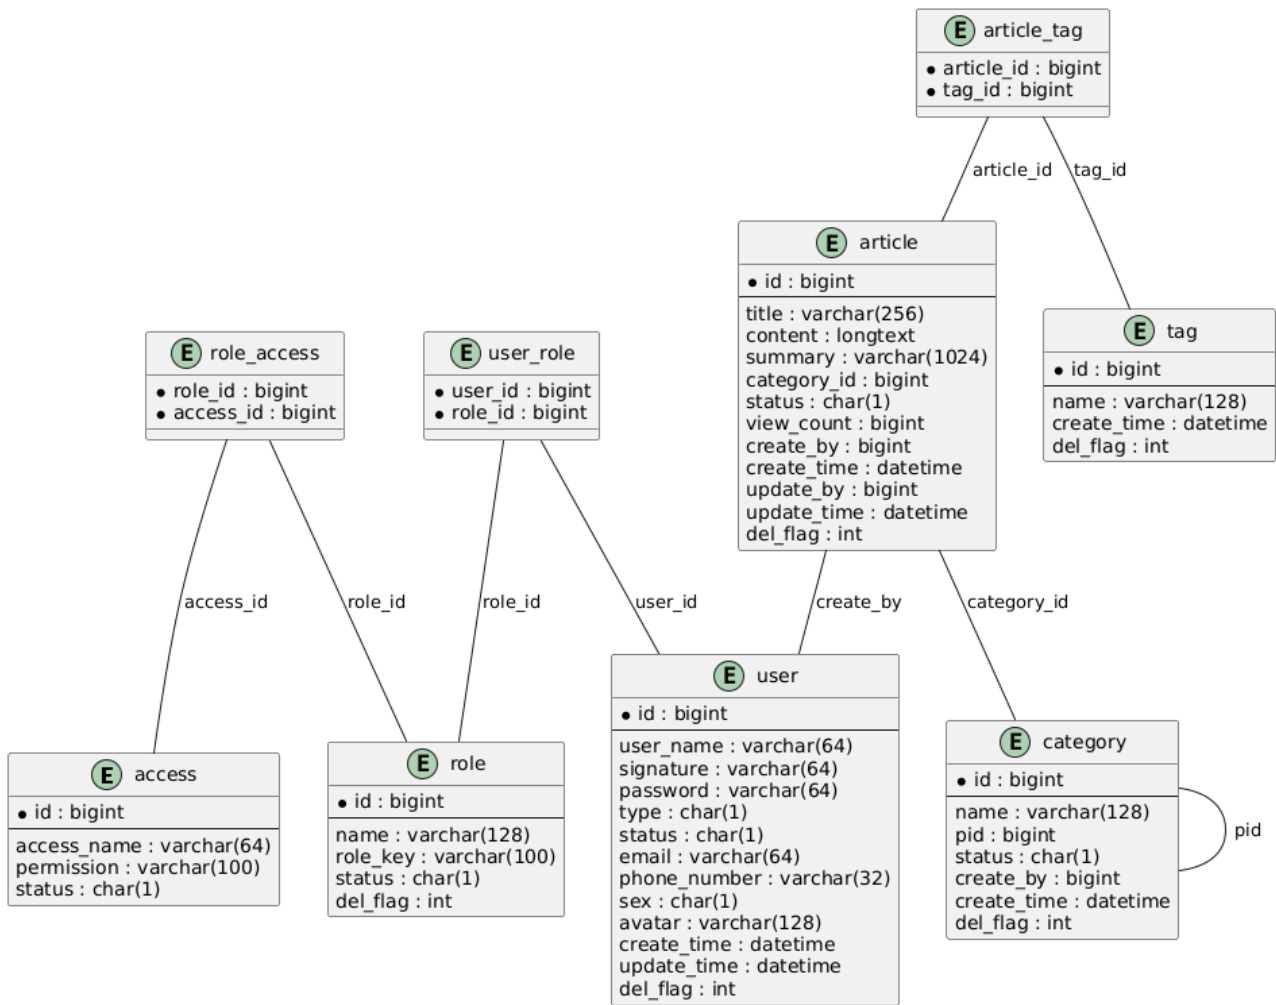 E article_tag
article_id : bigint
tag_id : bigint
article_id
tag_id
E article
id : bigint
title : varchar(256)
content : longtext
summary : varchar(1024)
category_id : bigint
status : char(1)
view_count : bigint
create_by : bigint
create_time : datetime
update_by : bigint
update_time : datetime
del_flag : int
E tag
id : bigint
name : varchar(128)
create_time : datetime
del_flag : int
E role_access
role_id : bigint
access_id : bigint
E user_role
user_id : bigint
role_id : bigint
access_id
role_id
role_id
user_id
create_by
category_id
E access
id : bigint
access_name : varchar(64)
permission : varchar(100)
status : char(1)
E role
id : bigint
name : varchar(128)
role_key : varchar(100)
status : char(1)
del_flag : int
E user
id : bigint
user_name : varchar(64)
signature : varchar(64)
password : varchar(64)
type : char(1)
status : char(1)
email : varchar(64)
phone_number : varchar(32)
sex : char(1)
avatar : varchar(128)
create_time : datetime
update_time : datetime
del_flag : int
E category
id : bigint
name : varchar(128)
pid : bigint
status : char(1)
create_by : bigint
create_time : datetime
del_flag : int
pid